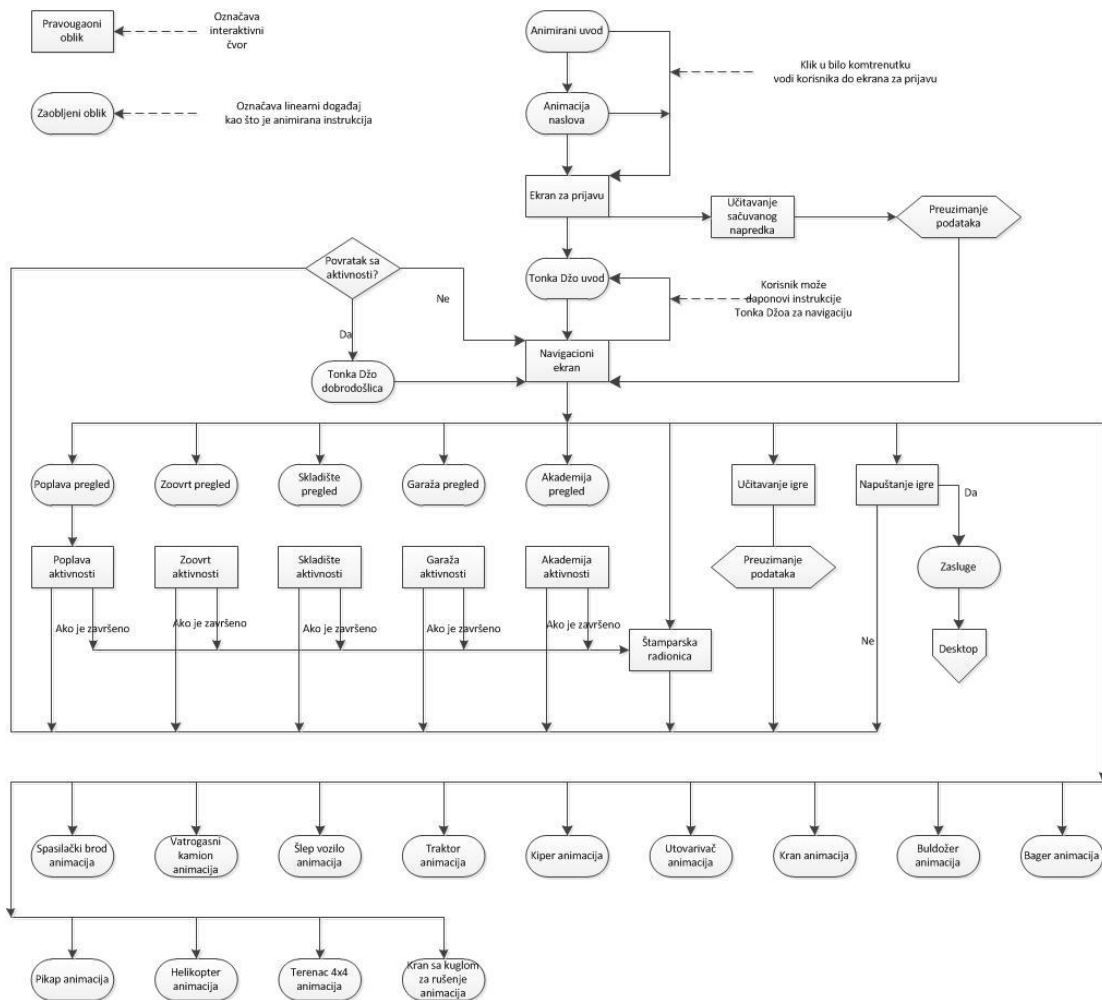 Pravougaoni
oblik
Označava
interaktivni
čvor
Animirani uvod
Klik u bilo komtrenutku
vodi korisnika do ekrana za prijavu
Zaobljeni oblik
Označava linearni događaj
kao što je animirana instrukcija
Animacija
naslova
Ekran za prijavu
Učitavanje
sačuvanog
napredka
Preuzimanje
podataka
Povratak sa
aktivnosti?
Ne
Da
Tonka Džo uvod
Korisnik može
daponovi instrukcije
Tonka Džoa za navigaciju
Tonka Džo
dobrodošlica
Navigacioni
ekran
Poplava pregled
Zoovrt pregled
Skladište
pregled
Garaža pregled
Akademija
pregled
Učitavanje igre
Napuštanje igre
Da
Poplava
aktivnosti
Zoovrt
aktivnosti
Skladište
aktivnosti
Garaža
aktivnosti
Akademija
aktivnosti
Preuzimanje
podataka
Zasluge
Ako je završeno
Ako je završeno
Ako je završeno
Ako je završeno
Ako je završeno
Štamparska
radionica
Ne
Desktop
Spasilački brod
animacija
Vatrogasni
kamion
animacija
Šlep vozilo
animacija
Traktor
animacija
Kiper animacija
Utovarivač
animacija
Kran animacija
Buldožer
animacija
Bager animacija
Pikap animacija
Helikopter
animacija
Terenac 4x4
animacija
Kran sa kuglom
za rušenje
animacija